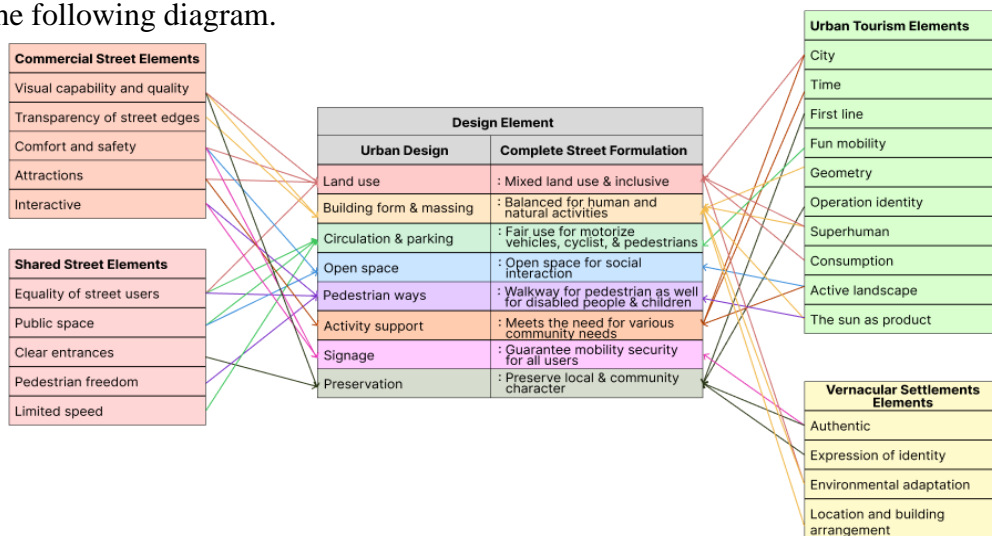 he following diagram.
Commercial Street Elements
Visual capability and quality
Transparency of street edges
Comfort and safety
Attractions
Interactive
Shared Street Elements
Equality of street users
Public space
Clear entrances
Pedestrian freedom
Limited speed
Design Element
Urban Design
Complete Street Formulation
Land use
: Mixed land use & inclusive
Building form & massing
: Balanced for human and
natural activities
Circulation & parking
: Fair use for motorize
vehicles, cyclist, & pedestrians
Open space
: Open space for social
interaction
Pedestrian ways
: Walkway for pedestrian as well
for disabled people & children
Activity support
: Meets the need for various
community needs
Signage
: Guarantee mobility security
for all users
Preservation
: Preserve local & community
character
Urban Tourism Elements
City
Time
First line
Fun mobility
Geometry
Operation identity
Superhuman
Consumption
Active landscape
The sun as product
Vernacular Settlements
Elements
Authentic
Expression of identity
Environmental adaptation
Location and building
arrangement